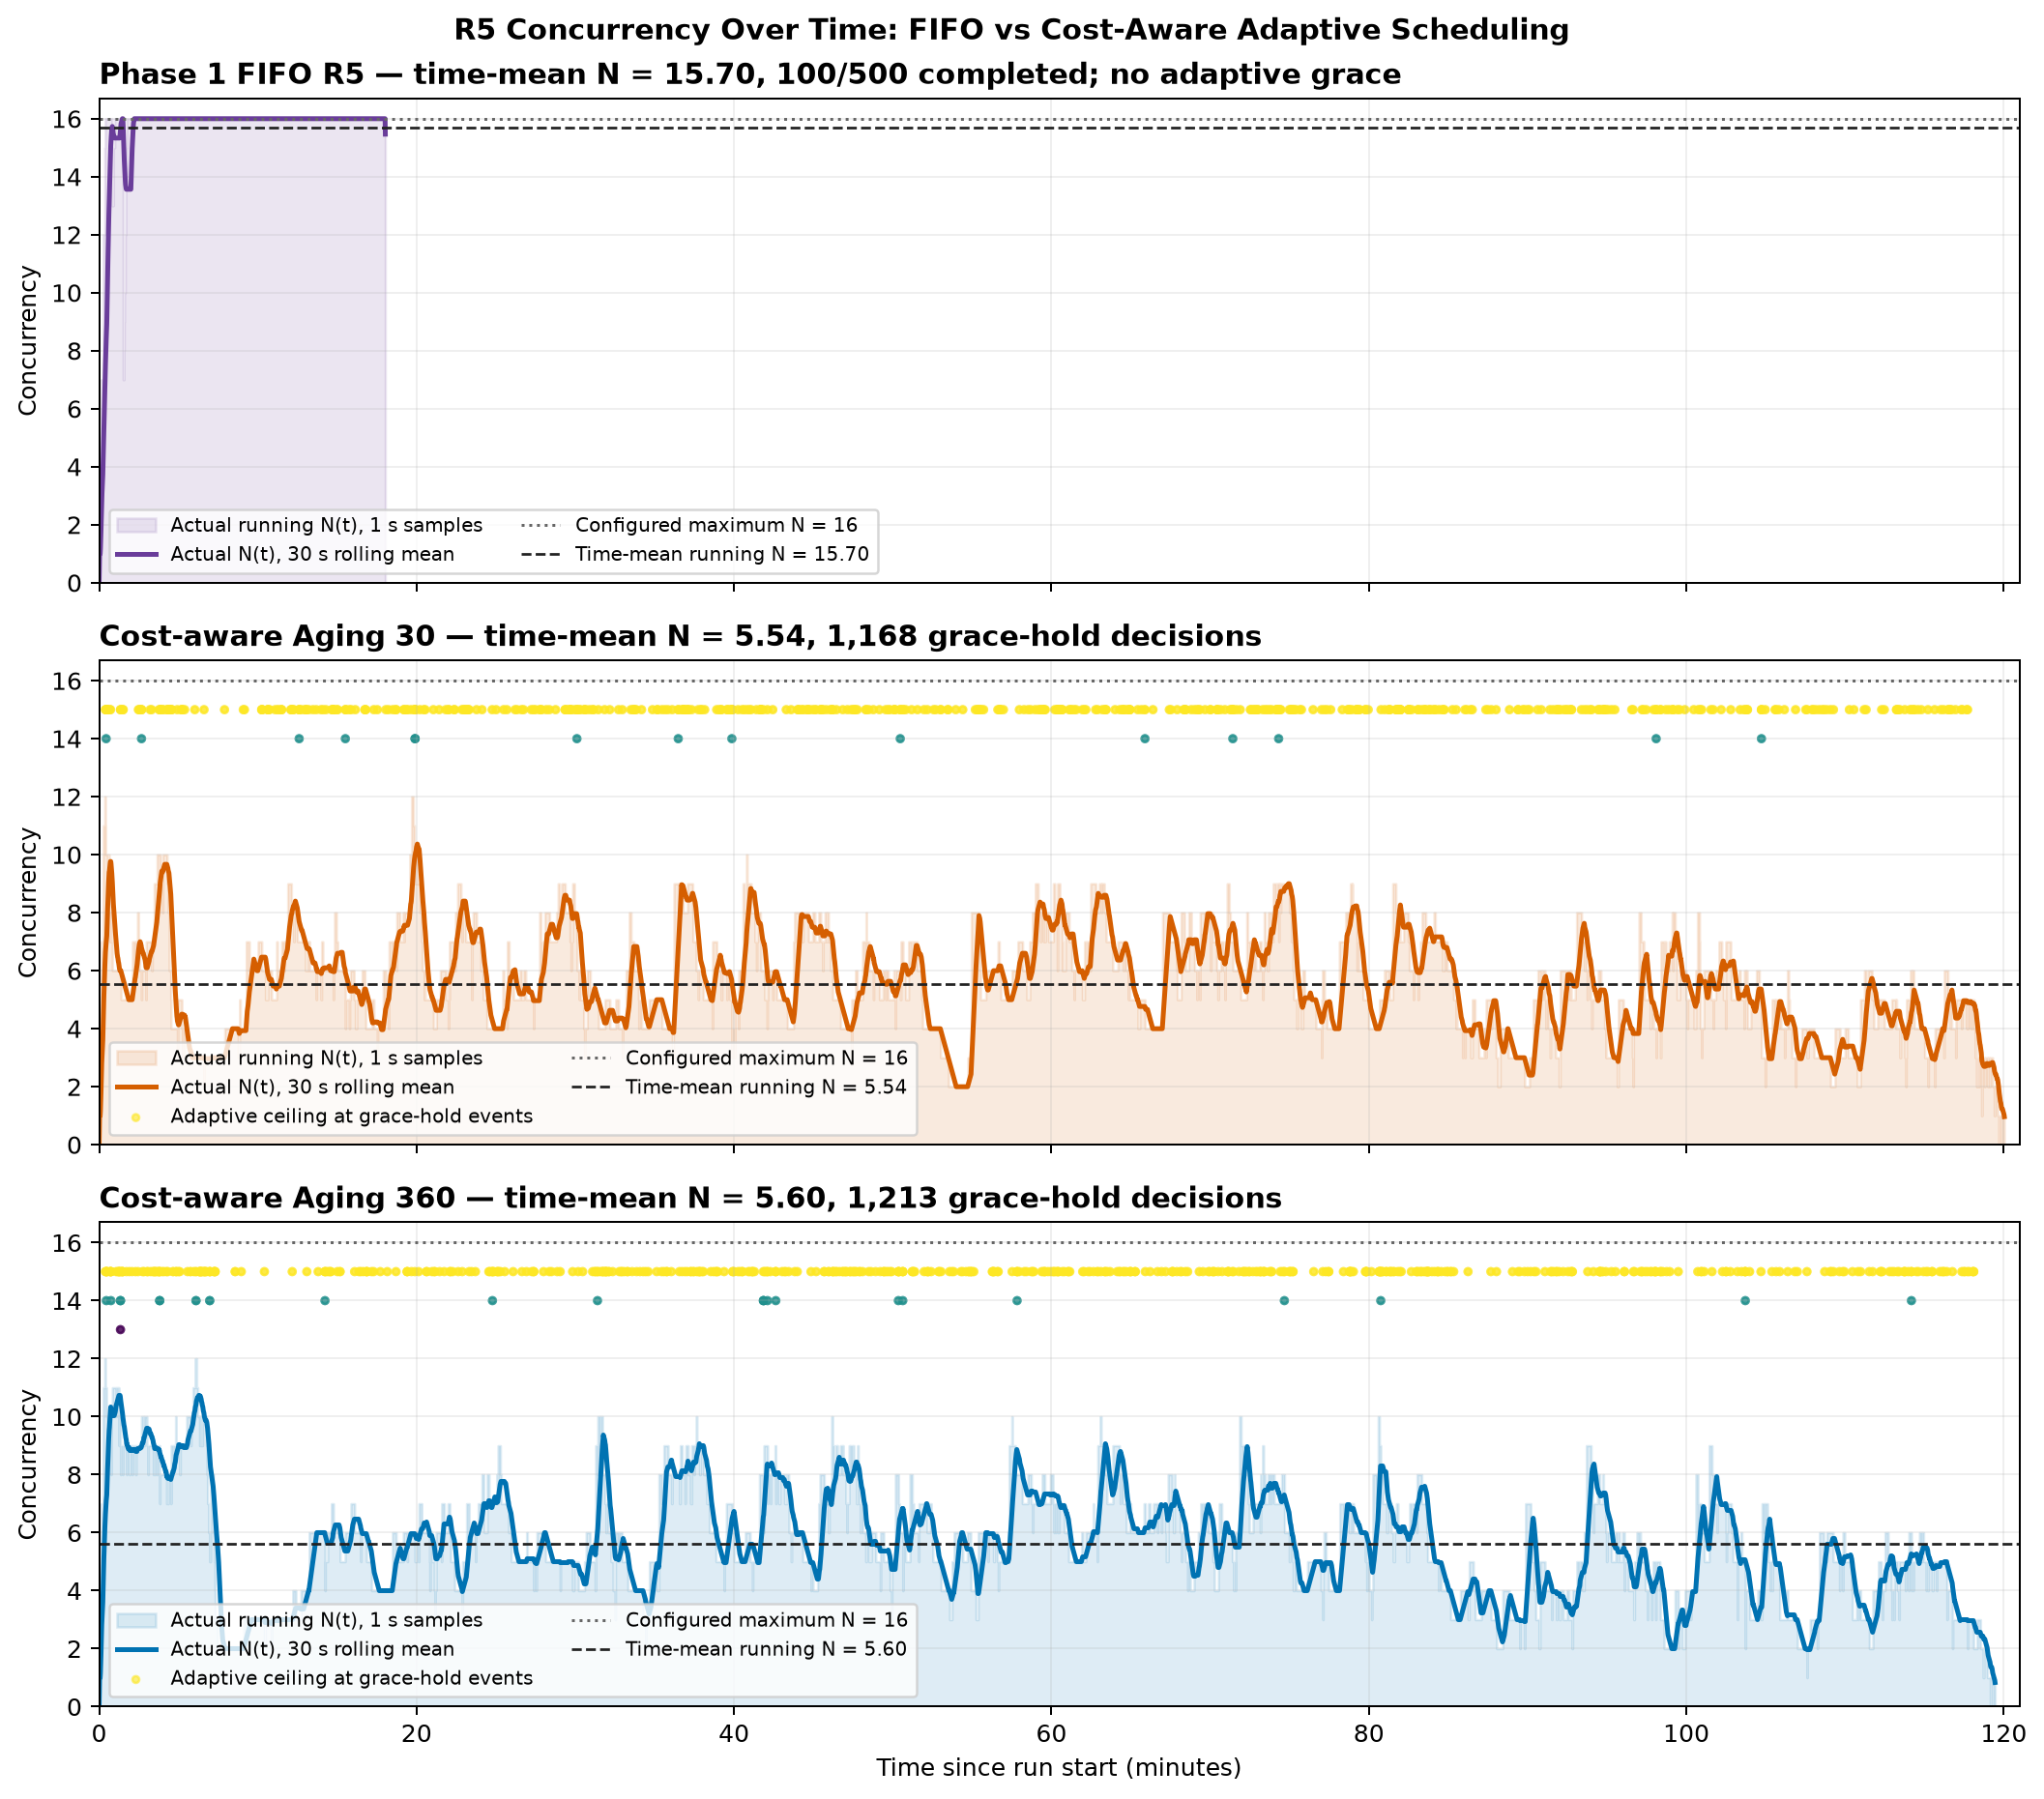 R5 Concurrency Over Time: FIFO vs Cost-Aware Adaptive Scheduling
Phase 1 FIFO R5 — time-mean N = 15.70, 100/500 completed; no adaptive grace
16
14
12
10
8
6
4
2
0
Concurrency
Actual running N(t), 1 s samples
Actual N(t), 30 s rolling mean
Configured maximum N = 16
Time-mean running N = 15.70
Cost-aware Aging 30 — time-mean N = 5.54, 1,168 grace-hold decisions
16
14
12
10
8
6
4
2
0
Concurrency
Actual running N(t), 1 s samples
Actual N(t), 30 s rolling mean
Adaptive ceiling at grace-hold events
Configured maximum N = 16
Time-mean running N = 5.54
Cost-aware Aging 360 — time-mean N = 5.60, 1,213 grace-hold decisions
16
14
12
10
8
6
4
2
0
Concurrency
Actual running N(t), 1 s samples
Actual N(t), 30 s rolling mean
Adaptive ceiling at grace-hold events
Configured maximum N = 16
Time-mean running N = 5.60
0 20 40 60 80 100 120
Time since run start (minutes)